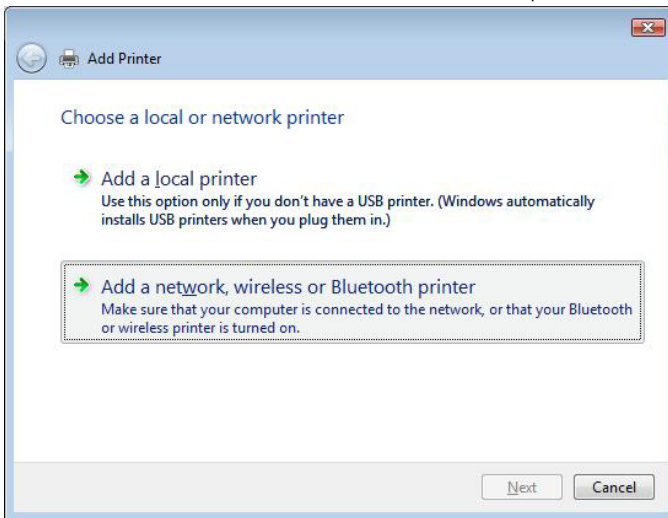 Add Printer
Choose a local or network printer
Add a local printer
Use this option only if you don't have a USB printer. (Windows automatically
installs USB printers when you plug them in.)
Add a network, wireless or Bluetooth printer
Make sure that your computer is connected to the network, or that your Bluetooth
or wireless printer is turned on.
Next Cancel